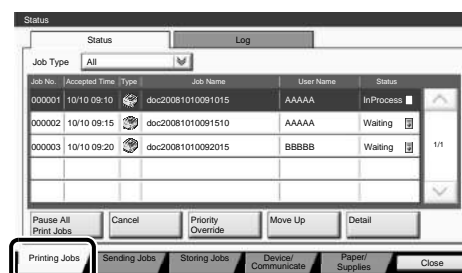 Status
Status Log
Job Type All
Job No. Accepted Time Type Job Name User Name Status
000001 10/10 09:10 doc20081010091015 AAAAA InProcess
000002 10/10 09:15 doc20081010091510 AAAAA Waiting
000003 10/10 09:20 doc20081010092015 BBBBB Waiting
1/1
Pause All Print Jobs Cancel Priority Override Move Up Detail
Printing Jobs Sending Jobs Storing Jobs Device/Communicate Paper/Supplies Close